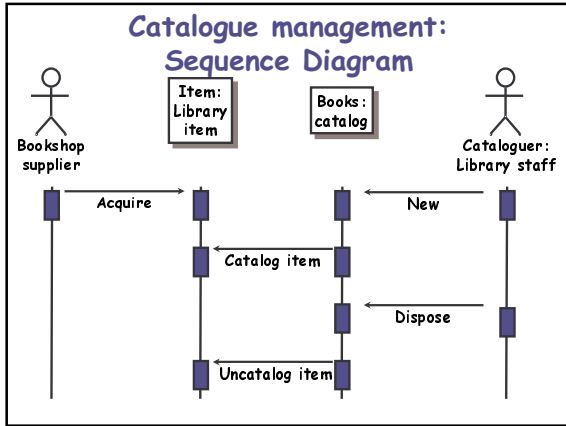 Catalogue management:
Sequence Diagram
Item:
Library
item
Books:
catalog
Bookshop
supplier
Cataloguer:
Library staff
Acquire
New
Catalog item
Dispose
Uncatalog item